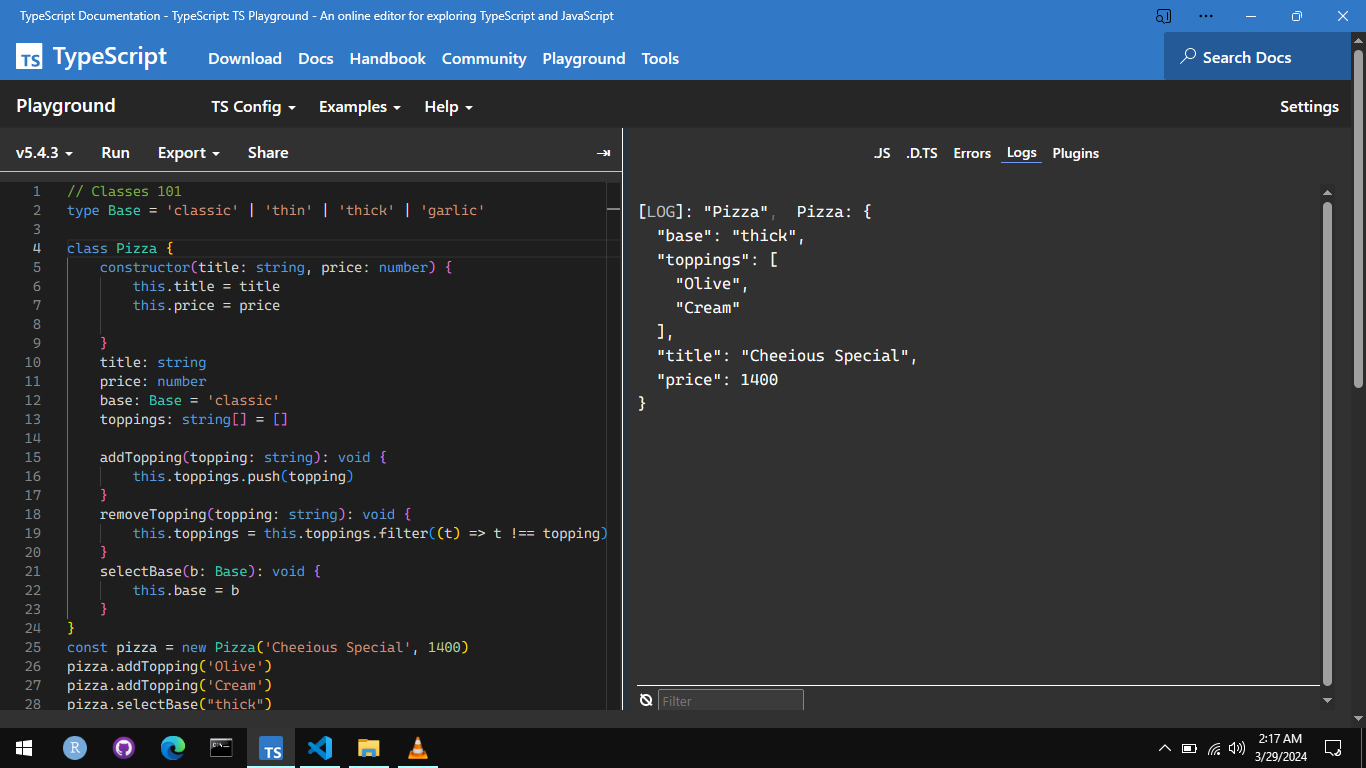 TypeScript Documentation - TypeScript: TS Playground - An online editor for exploring TypeScript and JavaScript
TS TypeScript Download Docs Handbook Community Playground Tools Search Docs
Playground TS Config Examples Help Settings
v5.4.3 Run Export Share
.JS .D.TS Errors Logs Plugins
1 // Classes 101
2 type Base = 'classic' | 'thin' | 'thick' | 'garlic'
3
4 class Pizza {
5 constructor(title: string, price: number) {
6 this.title = title
7 this.price = price
8
9 }
10 title: string
11 price: number
12 base: Base = 'classic'
13 toppings: string[] = []
14
15 addTopping(topping: string): void {
16 this.toppings.push(topping)
17 }
18 removeTopping(topping: string): void {
19 this.toppings = this.toppings.filter((t) => t !== topping)
20 }
21 selectBase(b: Base): void {
22 this.base = b
23 }
24 }
25 const pizza = new Pizza('Cheeious Special', 1400)
26 pizza.addTopping('Olive')
27 pizza.addTopping('Cream')
28 pizza.selectBase("thick")
[LOG]: "Pizza", Pizza: {
"base": "thick",
"toppings": [
"Olive",
"Cream"
],
"title": "Cheeious Special",
"price": 1400
}
Filter
R
TS
2:17 AM
3/29/2024